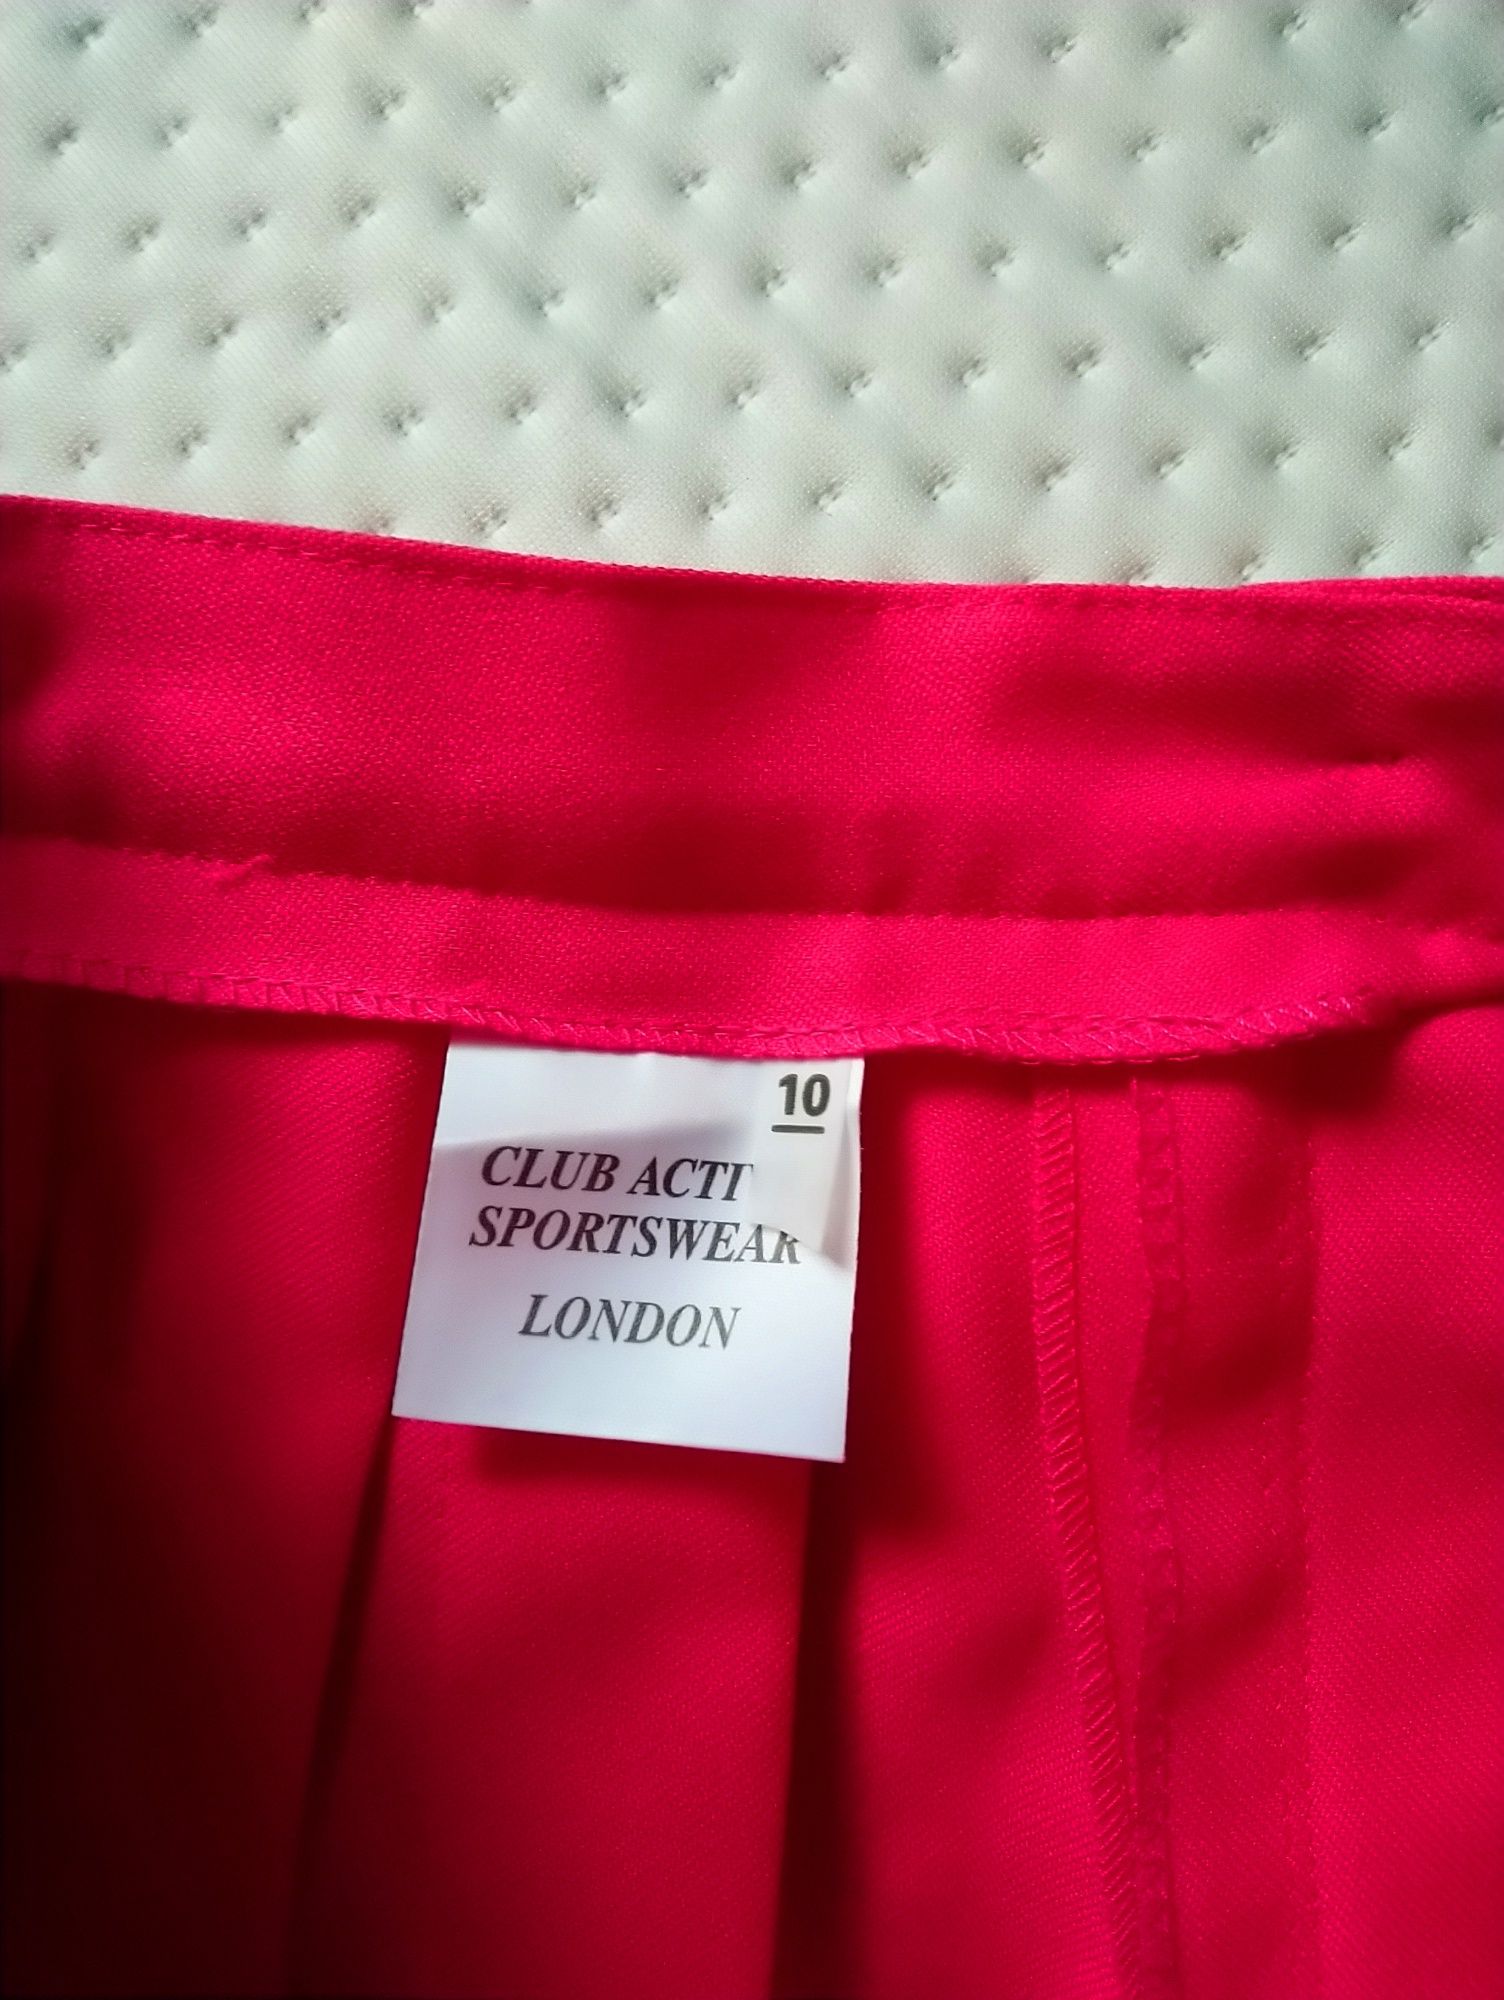 10
CLUB ACTI
SPORTSWEAR
LONDON